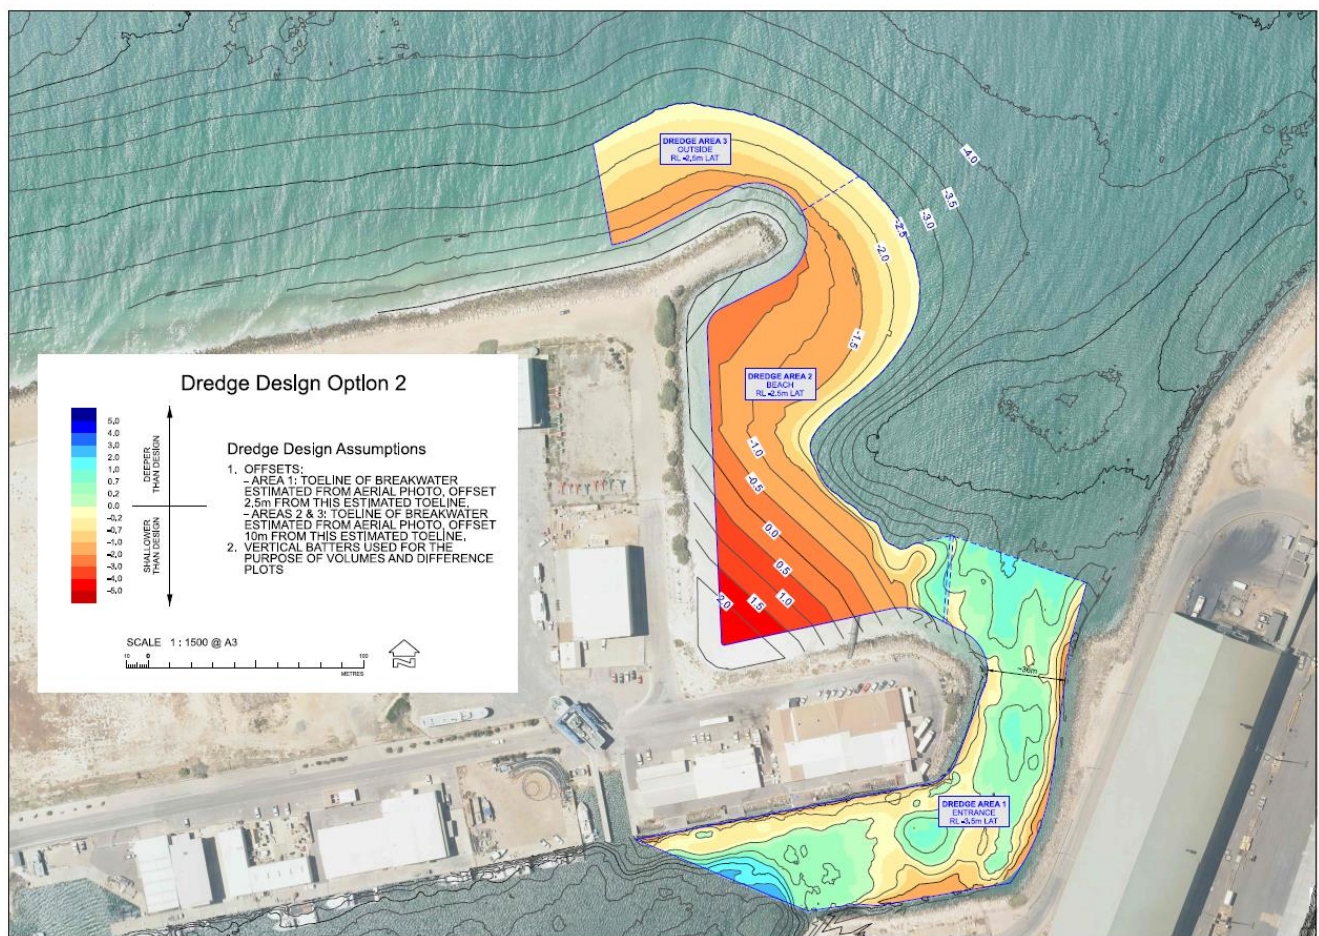 DREDGE AREA 3
OUTSIDE
RL -2.5m LAT
-4.0
-3.5
-3.0
-2.5
-2.0
-1.5
DREDGE AREA 2
BEACH
RL -2.5m LAT
-1.0
-0.5
0.0
0.5
1.0
1.5
2.0
Dredge Design Option 2
5.0
4.0
3.0
2.0
1.0
0.7
0.2
0.0
-0.2
-0.7
-1.0
-2.0
-3.0
-4.0
-5.0
DEEPER
THAN DESIGN
SHALLOWER
THAN DESIGN
Dredge Design Assumptions
1. OFFSETS:
- AREA 1: TOELINE OF BREAKWATER
ESTIMATED FROM AERIAL PHOTO, OFFSET
2.5m FROM THIS ESTIMATED TOELINE.
- AREAS 2 & 3: TOELINE OF BREAKWATER
ESTIMATED FROM AERIAL PHOTO, OFFSET
10m FROM THIS ESTIMATED TOELINE.
2. VERTICAL BATTERS USED FOR THE
PURPOSE OF VOLUMES AND DIFFERENCE
PLOTS
SCALE 1 : 1500 @ A3
10 0 100
METRES
N
~36m
DREDGE AREA 1
ENTRANCE
RL -3.5m LAT